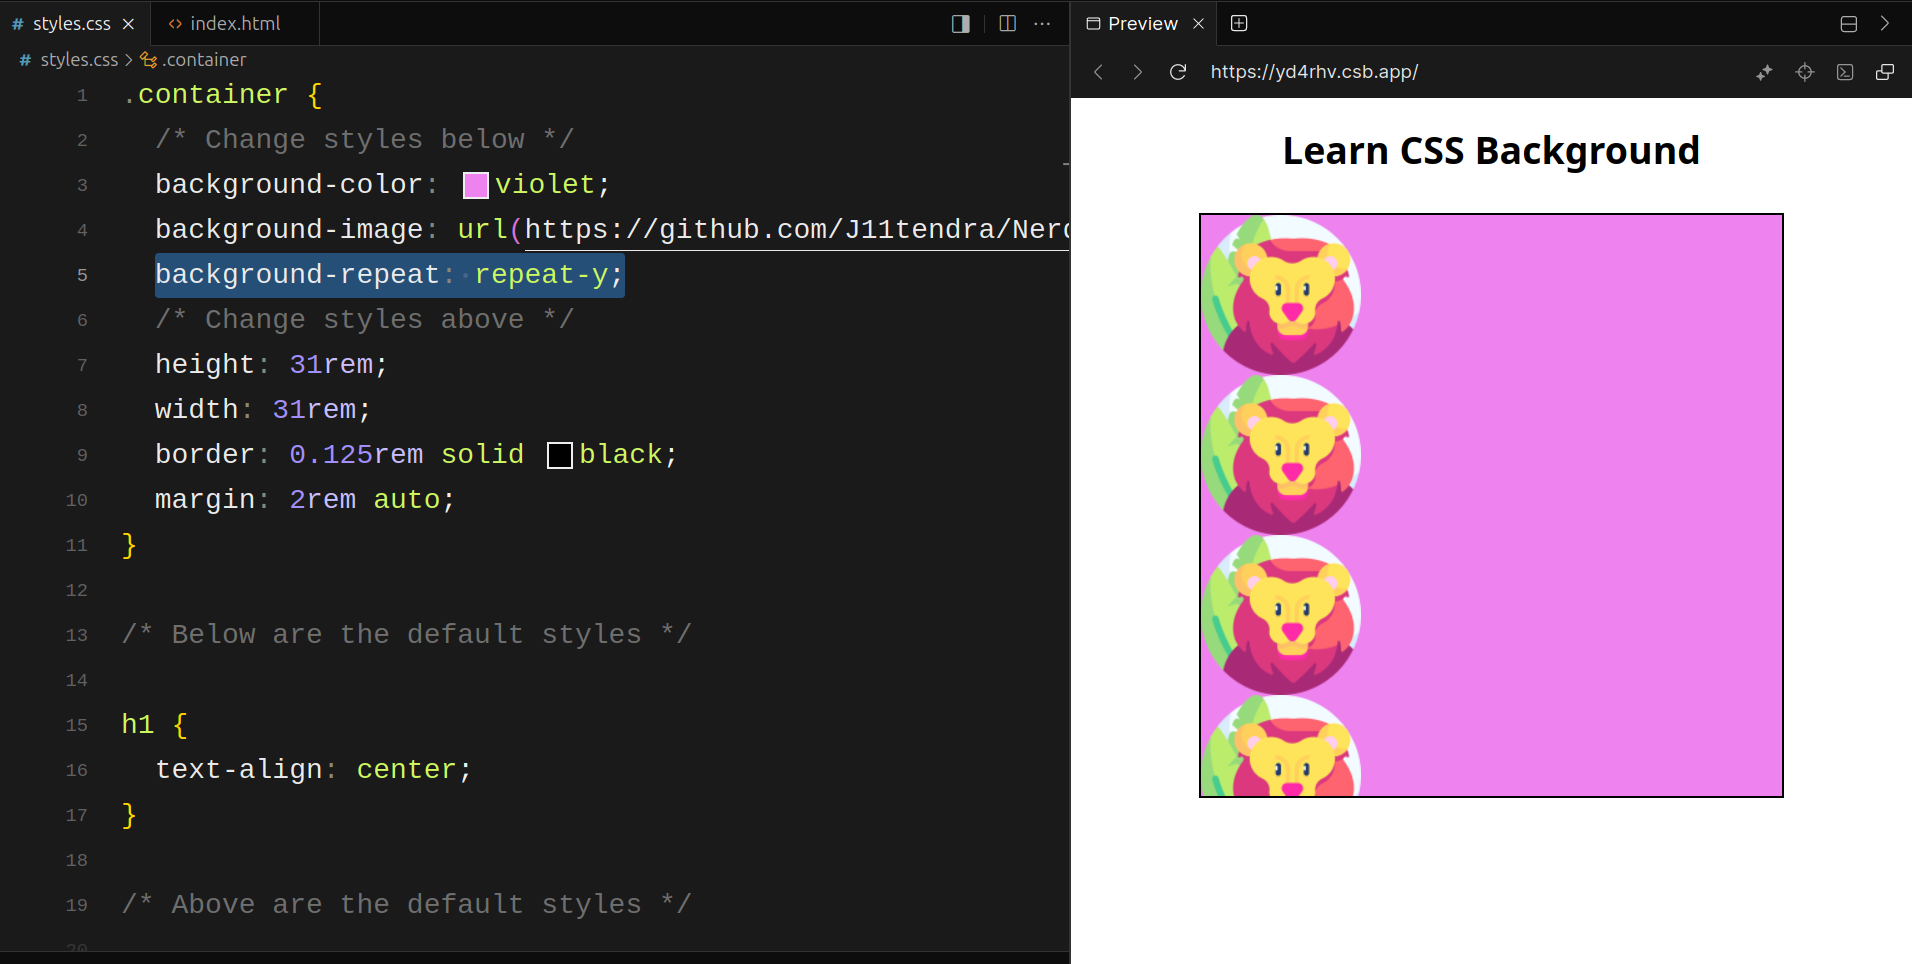 # styles.css
<> index.html
# styles.css > .container
1 .container {
2 /* Change styles below */
3 background-color: violet;
4 background-image: url(https://github.com/J11tendra/Nerd
5 background-repeat: repeat-y;
6 /* Change styles above */
7 height: 31rem;
8 width: 31rem;
9 border: 0.125rem solid black;
10 margin: 2rem auto;
11 }
12
13 /* Below are the default styles */
14
15 h1 {
16 text-align: center;
17 }
18
19 /* Above are the default styles */
20
Preview
https://yd4rhv.csb.app/
Learn CSS Background